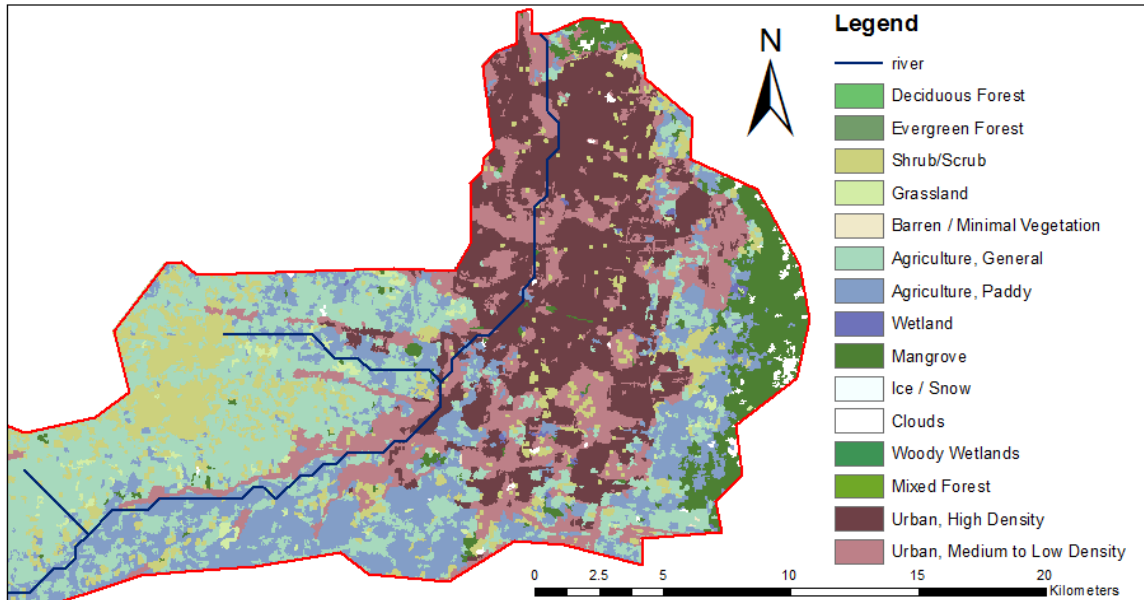 Legend
N
river
Deciduous Forest
Evergreen Forest
Shrub/Scrub
Grassland
Barren / Minimal Vegetation
Agriculture, General
Agriculture, Paddy
Wetland
Mangrove
Ice / Snow
Clouds
Woody Wetlands
Mixed Forest
Urban, High Density
Urban, Medium to Low Density
0 2.5 5 10 15 20
Kilometers